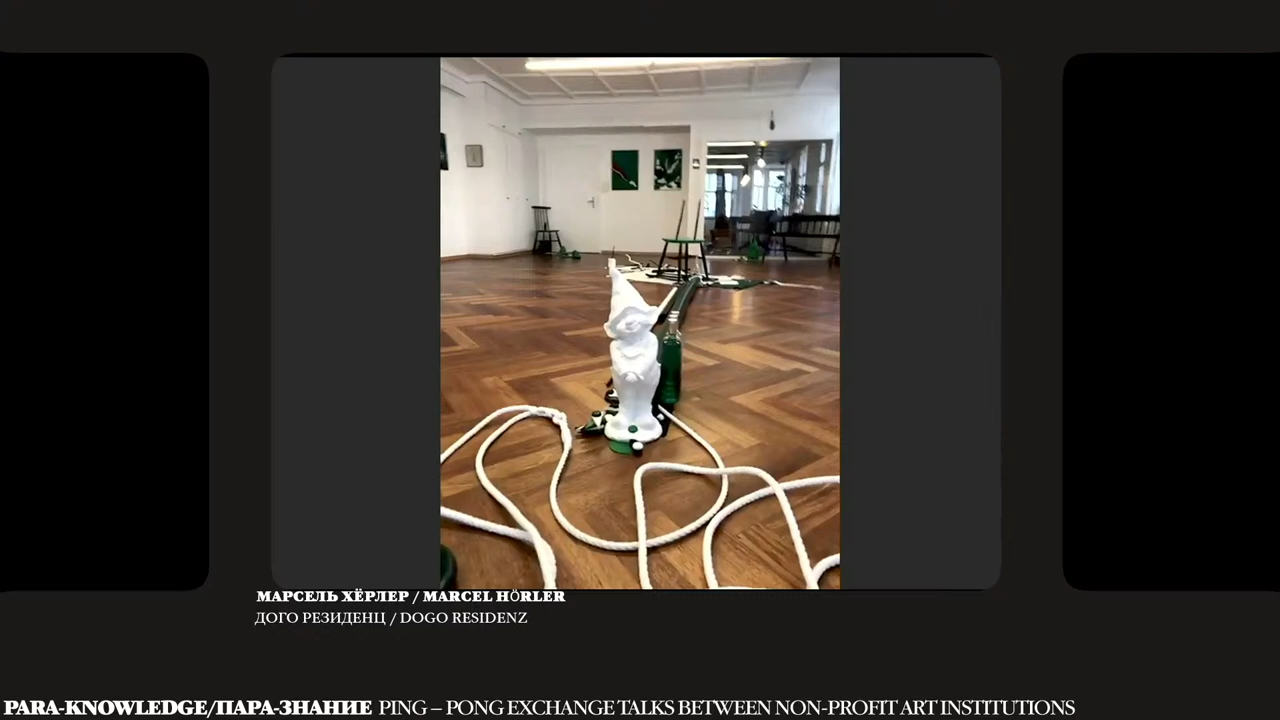 МАРСЕЛЬ ХЁРЛЕР / MARCEL HÖRLER
ДОГО РЕЗИДЕНЦ / DOGO RESIDENZ
PARA-KNOWLEDGE/ПАРА-ЗНАНИЕ PING – PONG EXCHANGE TALKS BETWEEN NON-PROFIT ART INSTITUTIONS